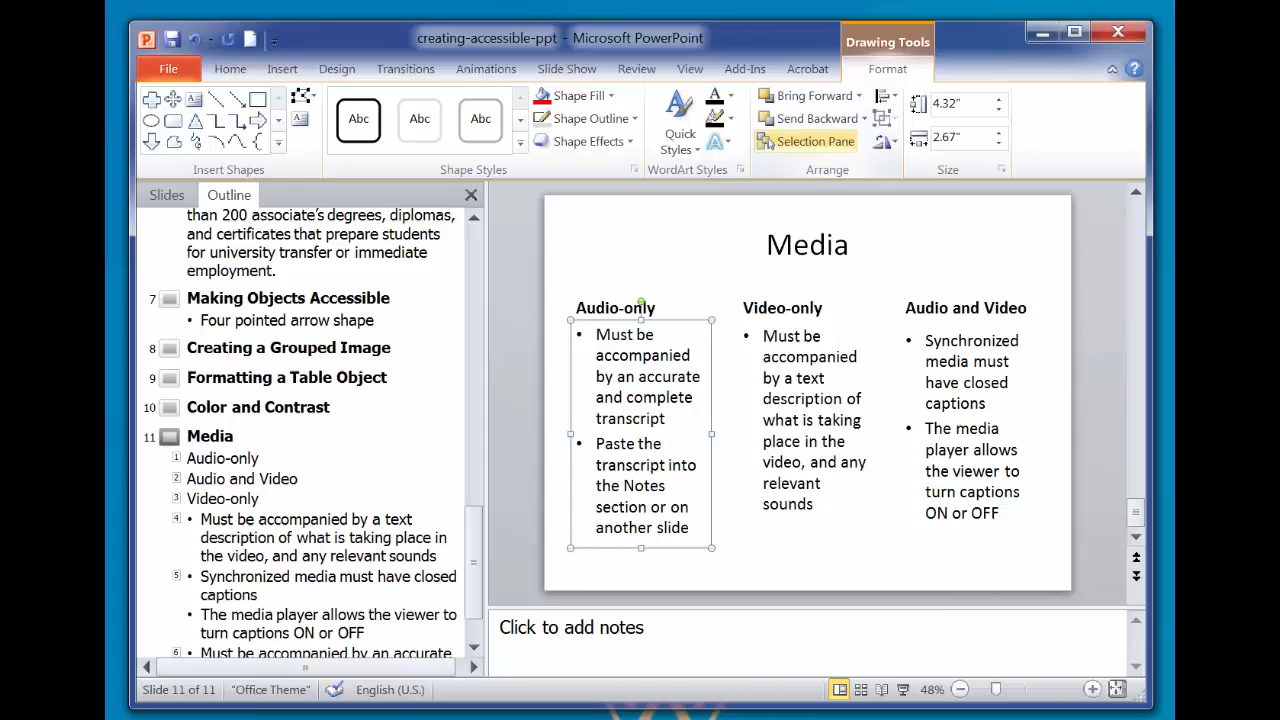 creating-accessible-ppt - Microsoft PowerPoint
Drawing Tools
File Home Insert Design Transitions Animations Slide Show Review View Add-Ins Acrobat Format
Abc Abc Abc
Shape Fill
Shape Outline
Shape Effects
Quick
Styles
Bring Forward
Send Backward
Selection Pane
4.32"
2.67"
Insert Shapes Shape Styles WordArt Styles Arrange Size
Slides Outline
than 200 associate's degrees, diplomas,
and certificates that prepare students
for university transfer or immediate
employment.
7 Making Objects Accessible
• Four pointed arrow shape
8 Creating a Grouped Image
9 Formatting a Table Object
10 Color and Contrast
11 Media
1 Audio-only
2 Audio and Video
3 Video-only
4 • Must be accompanied by a text
description of what is taking place in
the video, and any relevant sounds
5 • Synchronized media must have closed
captions
• The media player allows the viewer to
turn captions ON or OFF
6 • Must be accompanied by an accurate
Media
Audio-only
• Must be
accompanied
by an accurate
and complete
transcript
• Paste the
transcript into
the Notes
section or on
another slide
Video-only
• Must be
accompanied
by a text
description of
what is taking
place in the
video, and any
relevant
sounds
Audio and Video
• Synchronized
media must
have closed
captions
• The media
player allows
the viewer to
turn captions
ON or OFF
Click to add notes
Slide 11 of 11 "Office Theme" English (U.S.) 48%